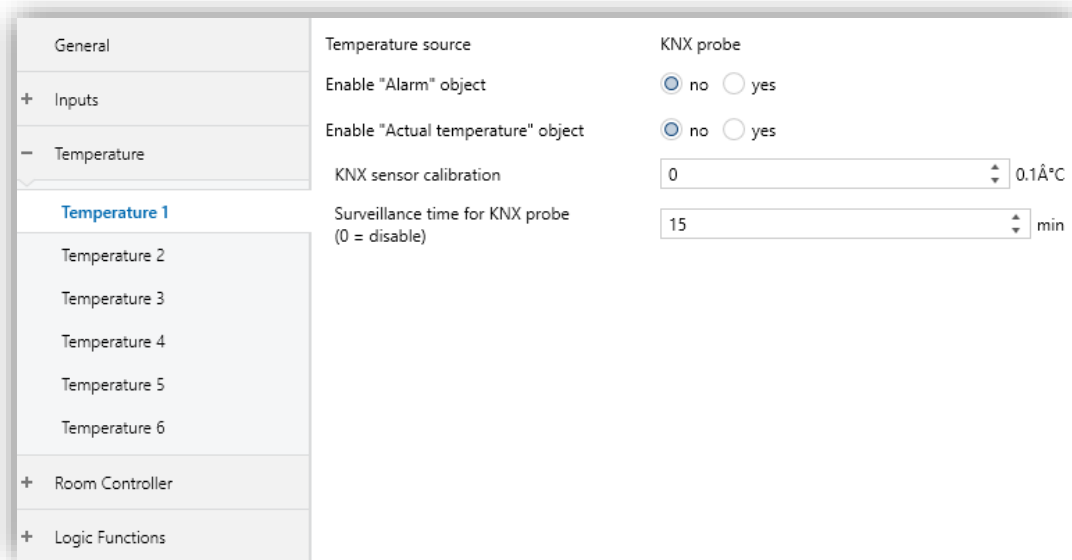 General
+ Inputs
− Temperature
Temperature 1
Temperature 2
Temperature 3
Temperature 4
Temperature 5
Temperature 6
+ Room Controller
+ Logic Functions
Temperature source KNX probe
Enable "Alarm" object no yes
Enable "Actual temperature" object no yes
KNX sensor calibration 0 0.1Â°C
Surveillance time for KNX probe
(0 = disable) 15 min